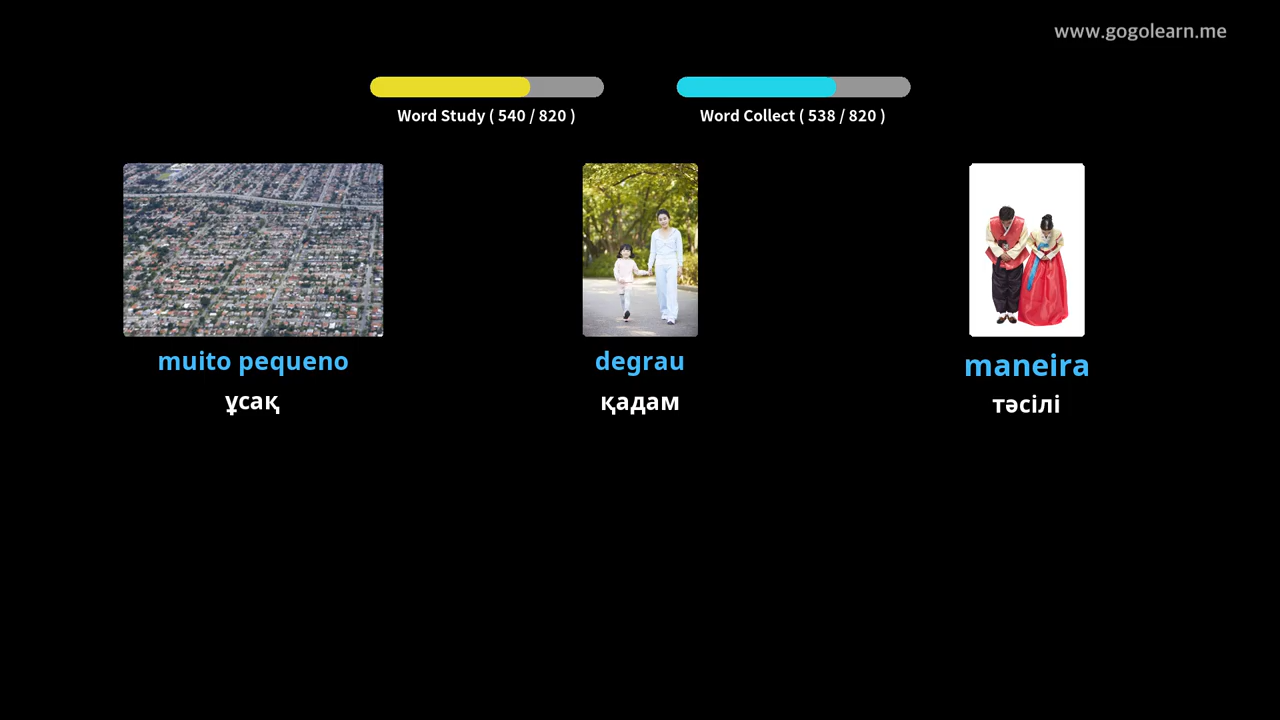 www.gogolearn.me
Word Study ( 540 / 820 )
Word Collect ( 538 / 820 )
muito pequeno
ұсақ
degrau
қадам
maneira
тәсілі